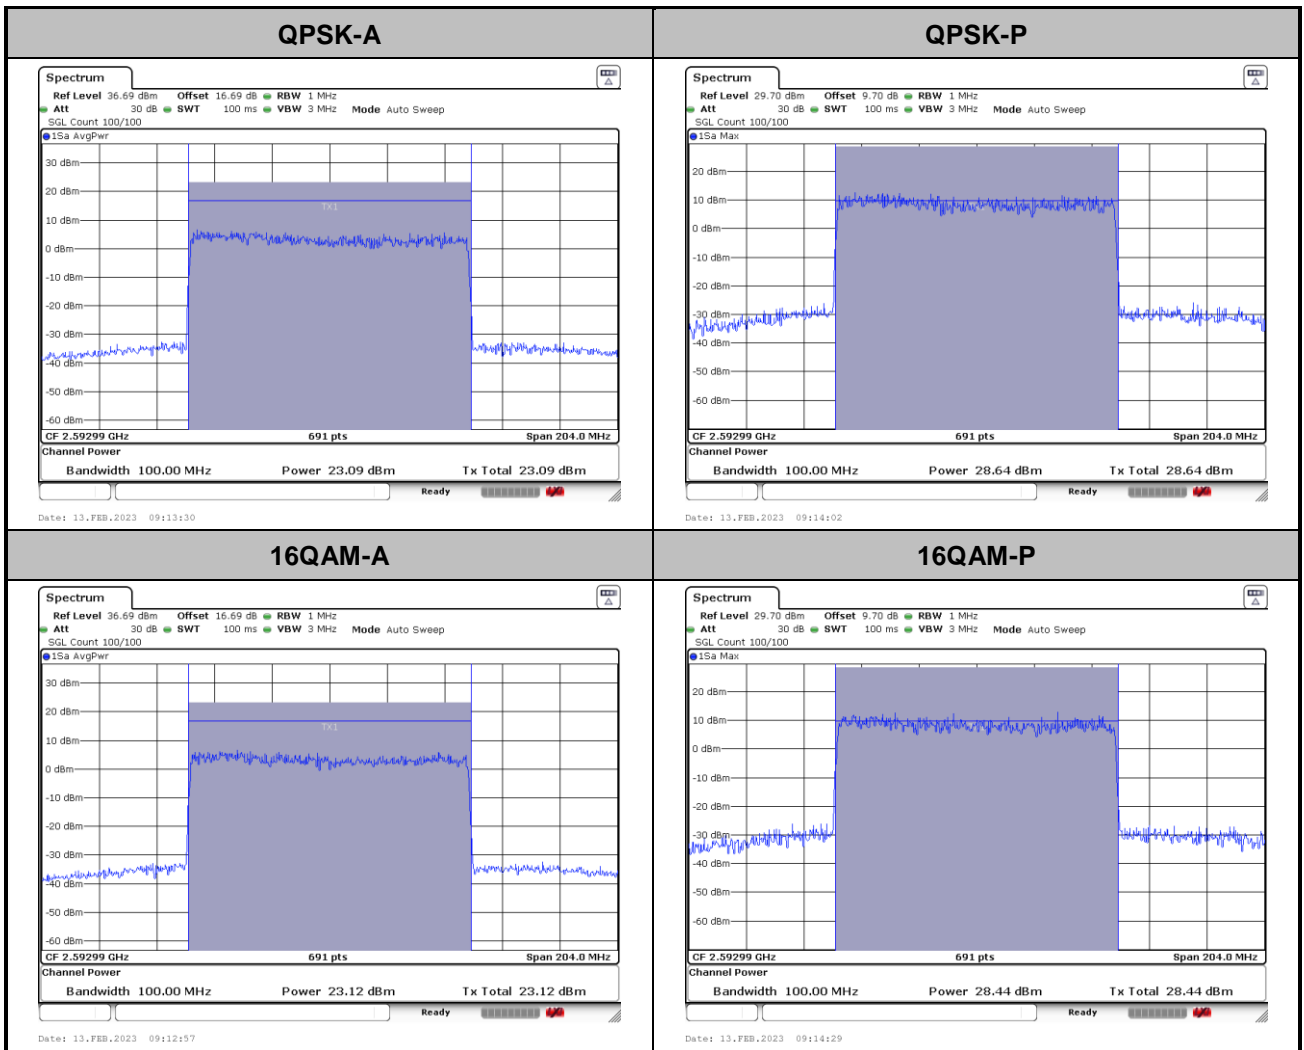 QPSK-A
QPSK-P
Spectrum
Ref Level 36.69 dBm Offset 16.69 dB RBW 1 MHz
Att 30 dB SWT 100 ms VBW 3 MHz Mode Auto Sweep
SGL Count 100/100
1Sa AvgPwr
30 dBm
20 dBm
TX1
10 dBm
0 dBm
-10 dBm
-20 dBm
-30 dBm
-40 dBm
-50 dBm
-60 dBm
CF 2.59299 GHz 691 pts Span 204.0 MHz
Channel Power
Bandwidth 100.00 MHz Power 23.09 dBm Tx Total 23.09 dBm
Ready
Date: 13.FEB.2023 09:13:30
Spectrum
Ref Level 29.70 dBm Offset 9.70 dB RBW 1 MHz
Att 30 dB SWT 100 ms VBW 3 MHz Mode Auto Sweep
SGL Count 100/100
1Sa Max
20 dBm
10 dBm
0 dBm
-10 dBm
-20 dBm
-30 dBm
-40 dBm
-50 dBm
-60 dBm
CF 2.59299 GHz 691 pts Span 204.0 MHz
Channel Power
Bandwidth 100.00 MHz Power 28.64 dBm Tx Total 28.64 dBm
Ready
Date: 13.FEB.2023 09:14:02
16QAM-A
16QAM-P
Spectrum
Ref Level 36.69 dBm Offset 16.69 dB RBW 1 MHz
Att 30 dB SWT 100 ms VBW 3 MHz Mode Auto Sweep
SGL Count 100/100
1Sa AvgPwr
30 dBm
20 dBm
TX1
10 dBm
0 dBm
-10 dBm
-20 dBm
-30 dBm
-40 dBm
-50 dBm
-60 dBm
CF 2.59299 GHz 691 pts Span 204.0 MHz
Channel Power
Bandwidth 100.00 MHz Power 23.12 dBm Tx Total 23.12 dBm
Ready
Date: 13.FEB.2023 09:12:57
Spectrum
Ref Level 29.70 dBm Offset 9.70 dB RBW 1 MHz
Att 30 dB SWT 100 ms VBW 3 MHz Mode Auto Sweep
SGL Count 100/100
1Sa Max
20 dBm
10 dBm
0 dBm
-10 dBm
-20 dBm
-30 dBm
-40 dBm
-50 dBm
-60 dBm
CF 2.59299 GHz 691 pts Span 204.0 MHz
Channel Power
Bandwidth 100.00 MHz Power 28.44 dBm Tx Total 28.44 dBm
Ready
Date: 13.FEB.2023 09:14:29